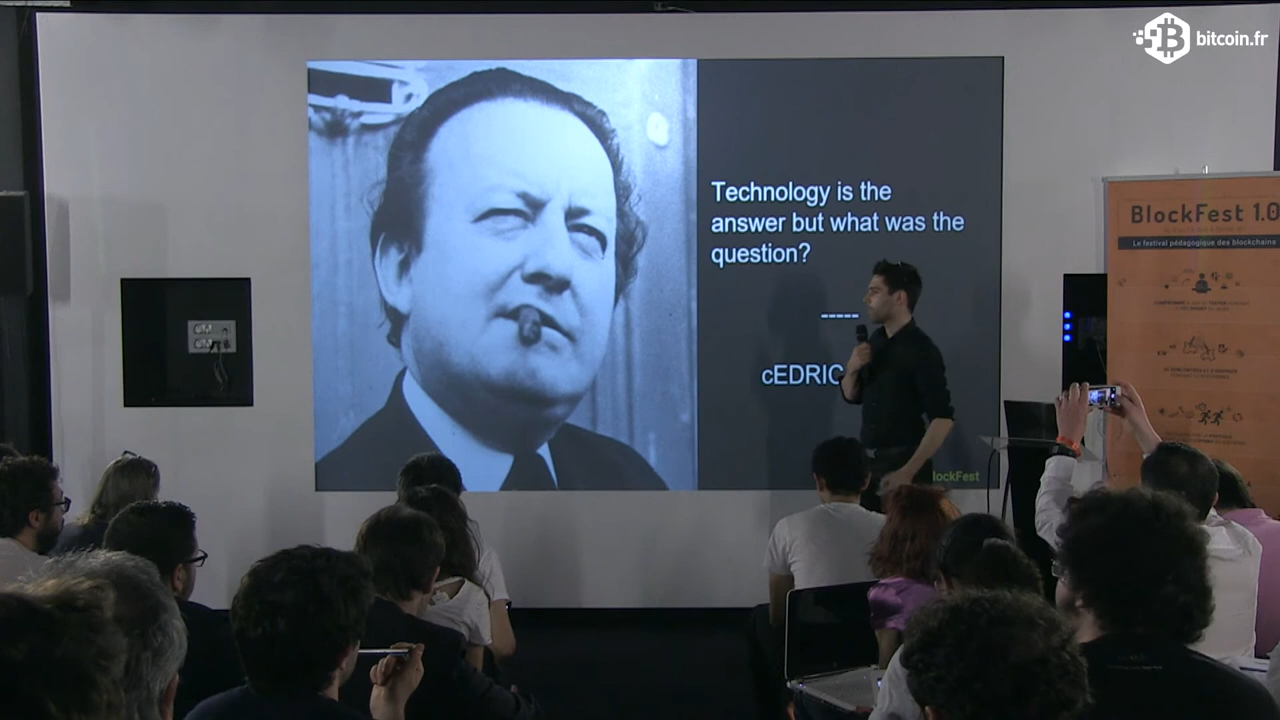 bitcoin.fr
Technology is the
answer but what was the
question?
-----
cEDRIC
lockFest
BlockFest 1.0
Le festival pédagogique des blockchains